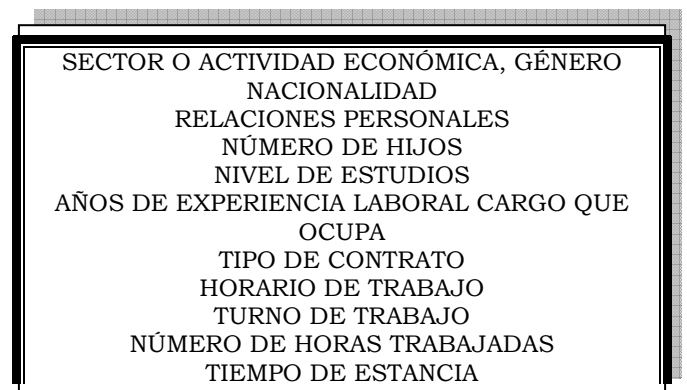 SECTOR O ACTIVIDAD ECONÓMICA, GÉNERO
NACIONALIDAD
RELACIONES PERSONALES
NÚMERO DE HIJOS
NIVEL DE ESTUDIOS
AÑOS DE EXPERIENCIA LABORAL CARGO QUE
OCUPA
TIPO DE CONTRATO
HORARIO DE TRABAJO
TURNO DE TRABAJO
NÚMERO DE HORAS TRABAJADAS
TIEMPO DE ESTANCIA